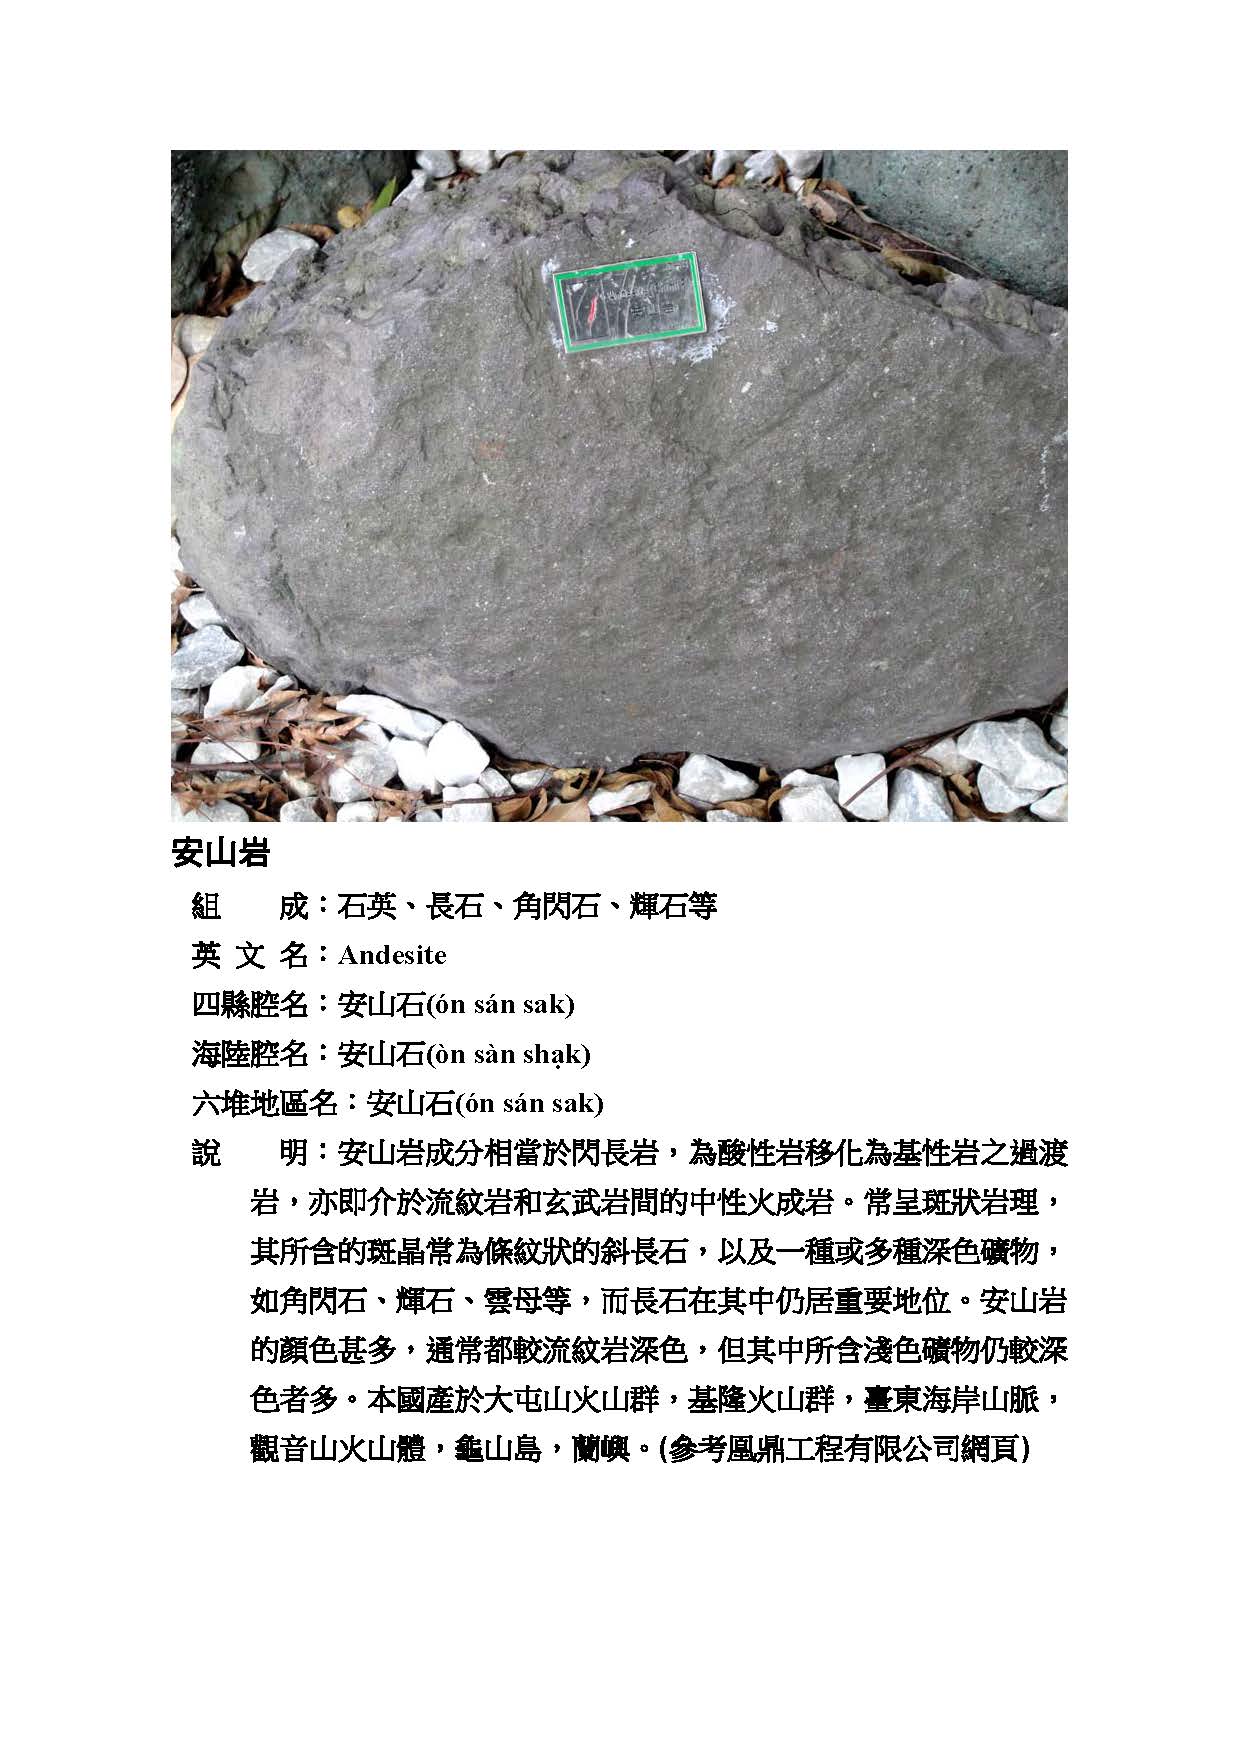 安山岩
組　　成：石英、長石、角閃石、輝石等
英 文 名：Andesite
四縣腔名：安山石(ón sán sak)
海陸腔名：安山石(òn sàn sha̠k)
六堆地區名：安山石(ón sán sak)
說　　明：安山岩成分相當於閃長岩，為酸性岩移化為基性岩之過渡
岩，亦即介於流紋岩和玄武岩間的中性火成岩。常呈斑狀岩理，
其所含的斑晶常為條紋狀的斜長石，以及一種或多種深色礦物，
如角閃石、輝石、雲母等，而長石在其中仍居重要地位。安山岩
的顏色甚多，通常都較流紋岩深色，但其中所含淺色礦物仍較深
色者多。本國產於大屯山火山群，基隆火山群，臺東海岸山脈，
觀音山火山體，龜山島，蘭嶼。(參考凰鼎工程有限公司網頁)